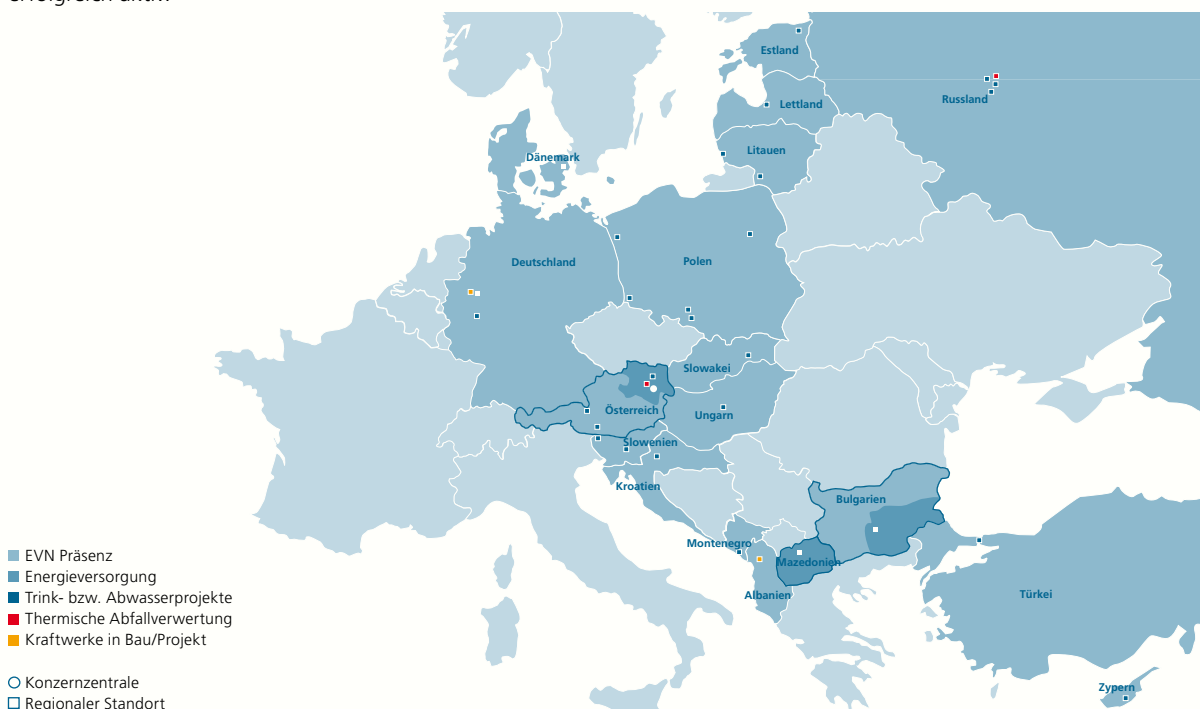 Estland
Russland
Lettland
Litauen
Dänemark
Deutschland
Polen
Slowakei
Österreich
Ungarn
Slowenien
Kroatien
Bulgarien
Montenegro
Mazedonien
Albanien
Türkei
Zypern
EVN Präsenz
Energieversorgung
Trink- bzw. Abwasserprojekte
Thermische Abfallverwertung
Kraftwerke in Bau/Projekt
Konzernzentrale
Regionaler Standort